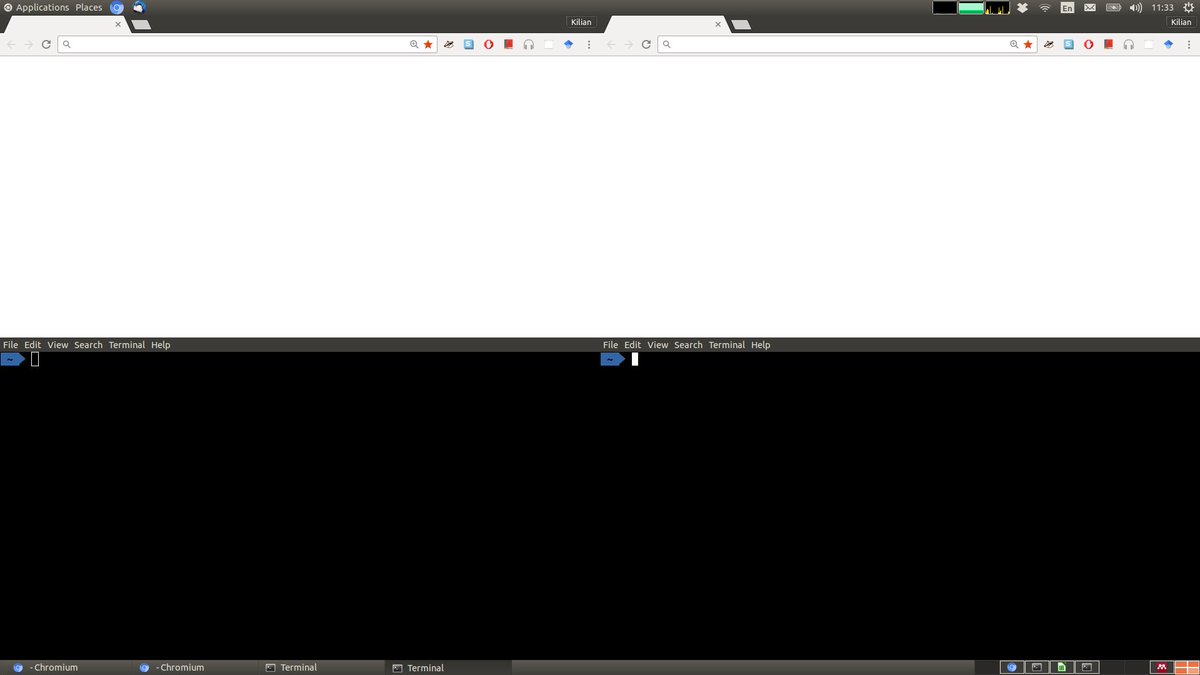 Applications Places En 11:33
Kilian Kilian
File Edit View Search Terminal Help File Edit View Search Terminal Help
~ ~
- Chromium - Chromium Terminal Terminal